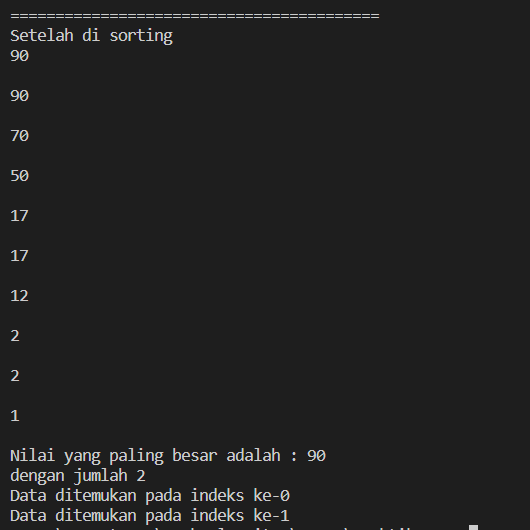 =========================================
Setelah di sorting
90
90
70
50
17
17
12
2
2
1
Nilai yang paling besar adalah : 90
dengan jumlah 2
Data ditemukan pada indeks ke-0
Data ditemukan pada indeks ke-1